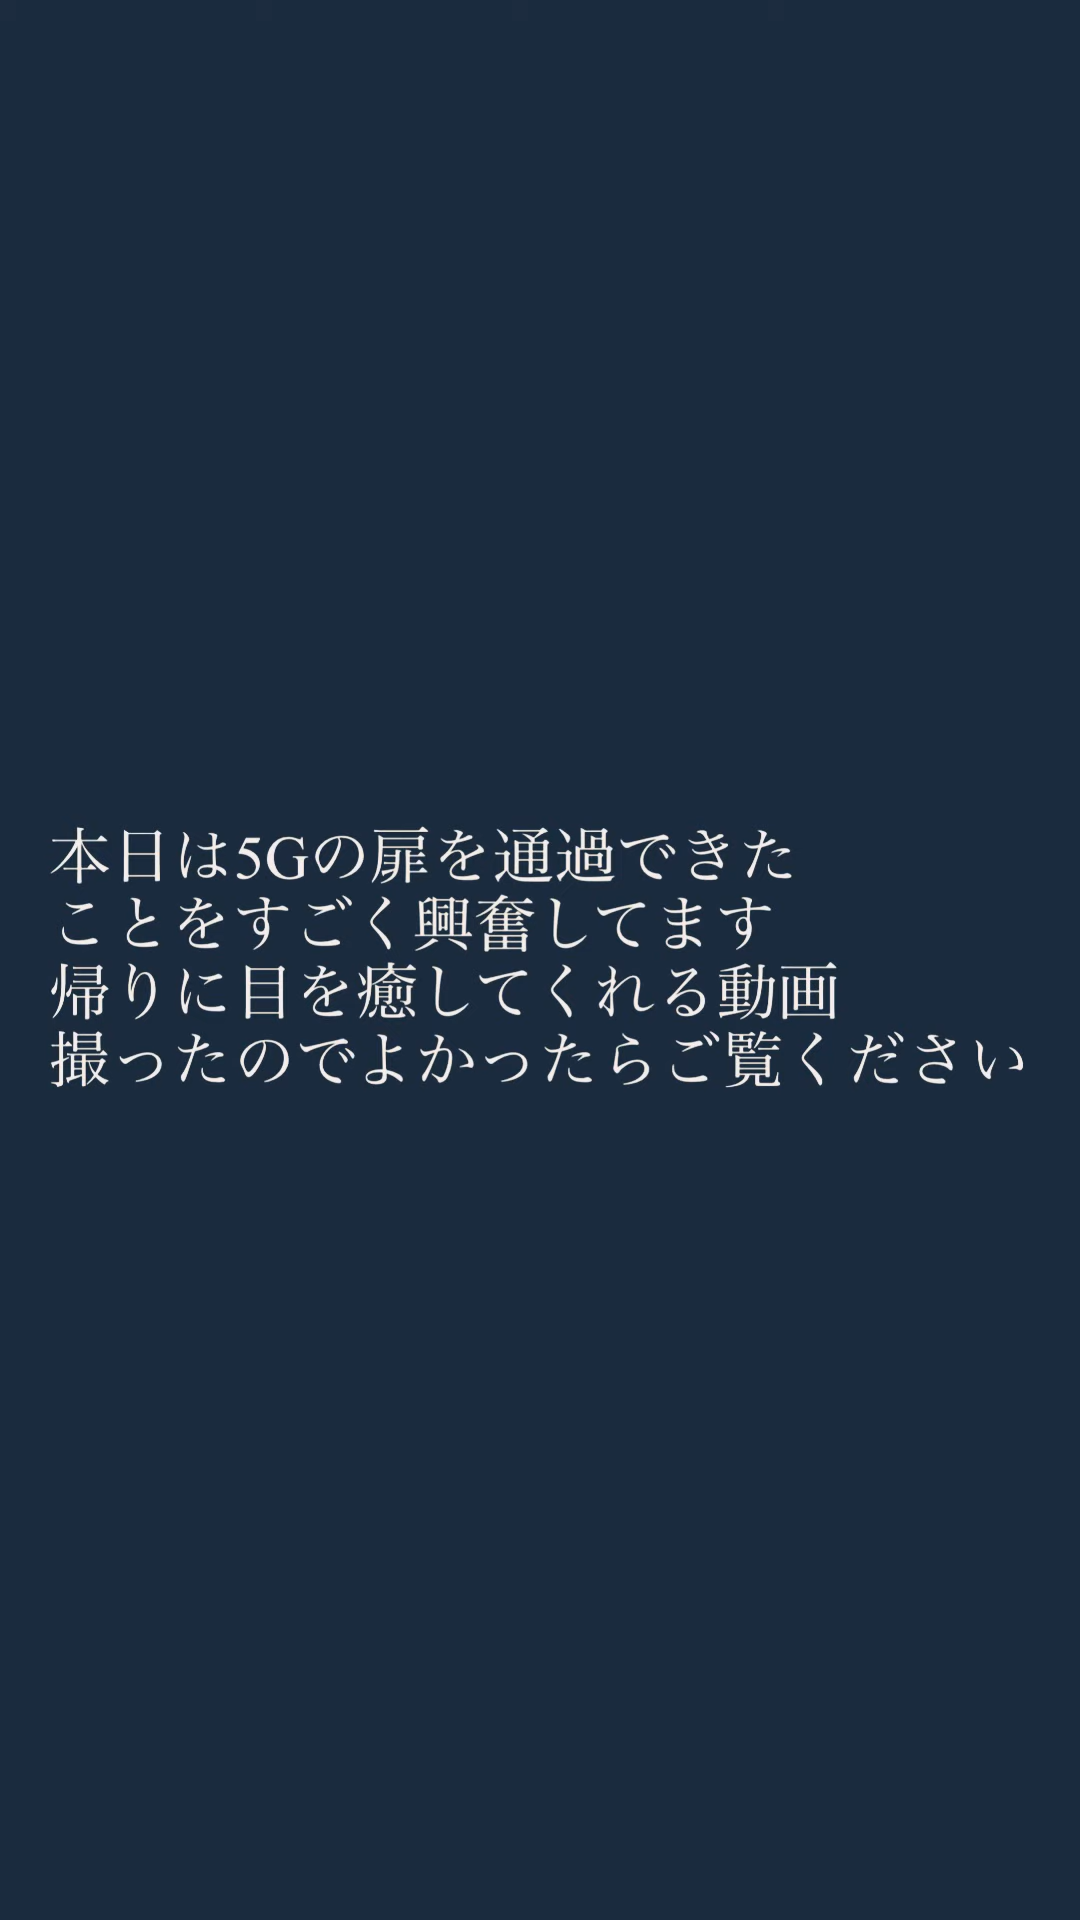 本日は5Gの扉を通過できた
ことをすごく興奮してます
帰りに目を癒してくれる動画
撮ったのでよかったらご覧ください